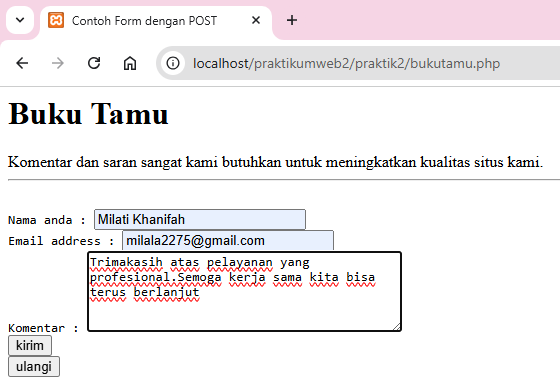 Contoh Form dengan POST
localhost/praktikumweb2/praktik2/bukutamu.php
Buku Tamu
Komentar dan saran sangat kami butuhkan untuk meningkatkan kualitas situs kami.
Nama anda : Milati Khanifah
Email address : milala2275@gmail.com
Trimakasih atas pelayanan yang
profesional.Semoga kerja sama kita bisa
terus berlanjut
Komentar :
kirim
ulangi